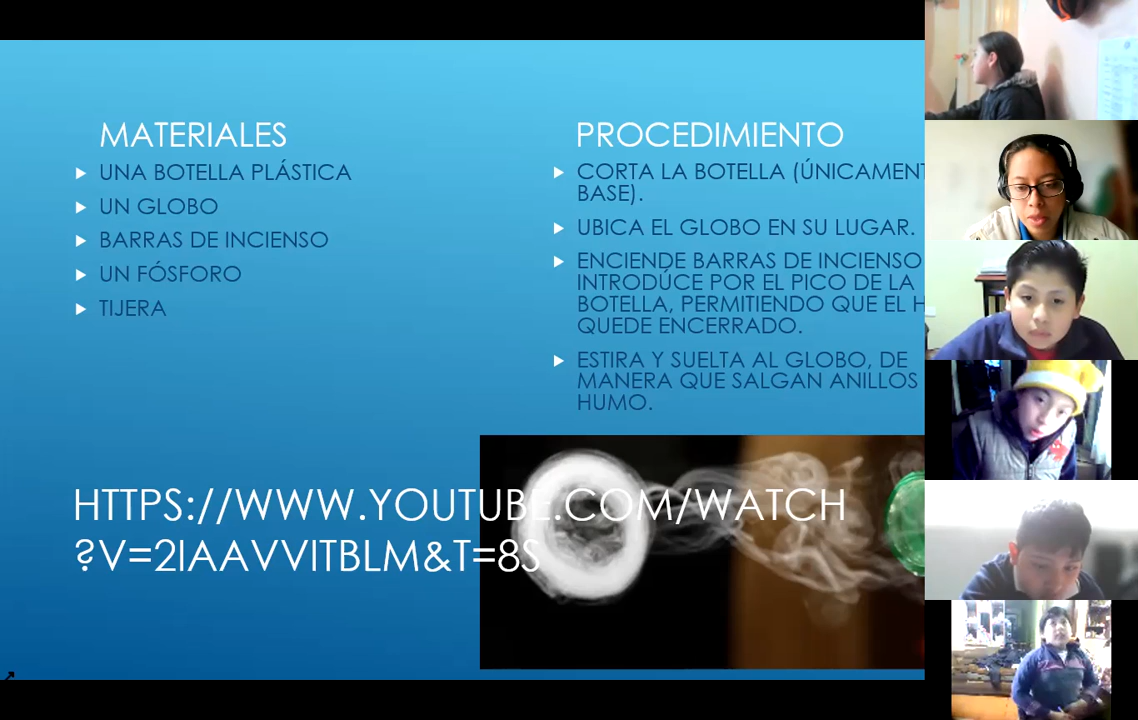 MATERIALES
UNA BOTELLA PLÁSTICA
UN GLOBO
BARRAS DE INCIENSO
UN FÓSFORO
TIJERA
PROCEDIMIENTO
CORTA LA BOTELLA (ÚNICAMENT
BASE).
UBICA EL GLOBO EN SU LUGAR.
ENCIENDE BARRAS DE INCIENSO
INTRODÚCE POR EL PICO DE LA
BOTELLA, PERMITIENDO QUE EL H
QUEDE ENCERRADO.
ESTIRA Y SUELTA AL GLOBO, DE
MANERA QUE SALGAN ANILLOS
HUMO.
HTTPS://WWW.YOUTUBE.COM/WATCH
?V=2IAAVVITBLM&T=8S